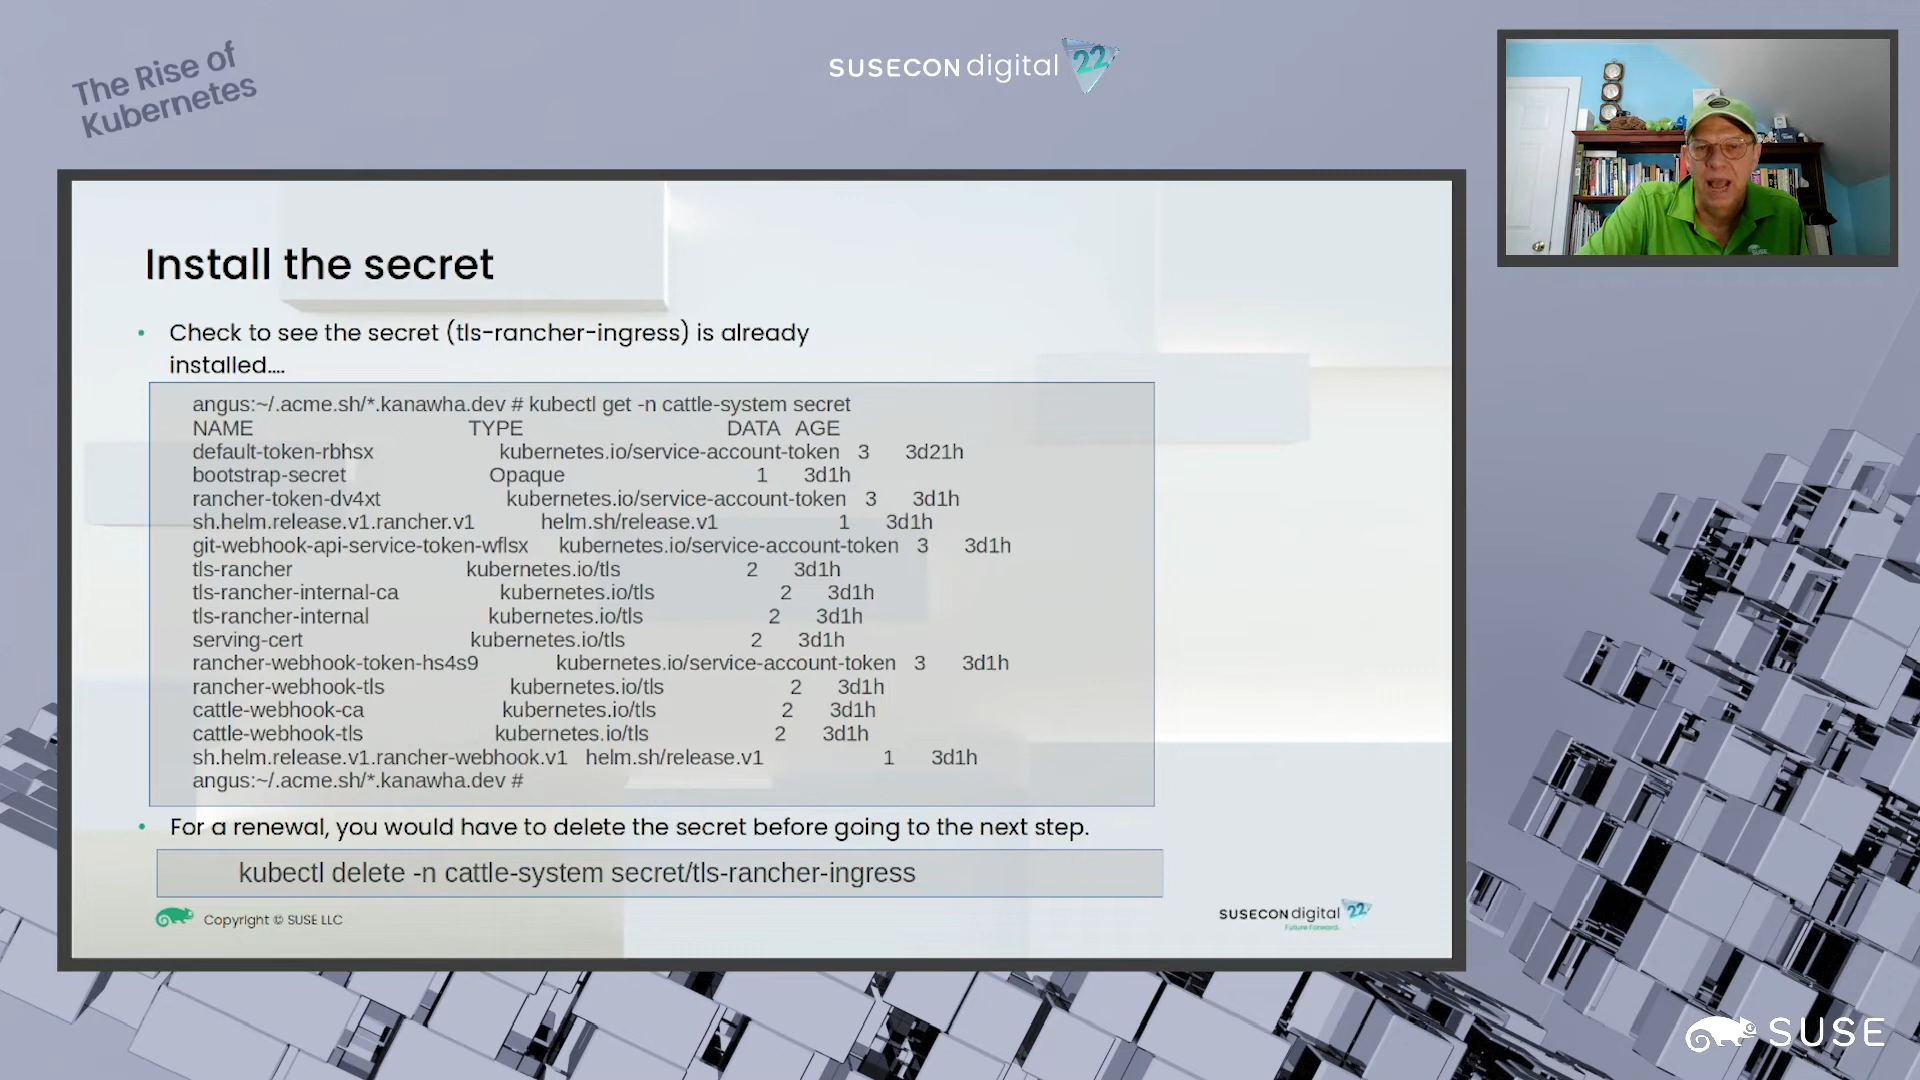 The Rise of
Kubernetes
SUSECON digital 22
Install the secret
• Check to see the secret (tls-rancher-ingress) is already
installed....
angus:~/.acme.sh/*.kanawha.dev # kubectl get -n cattle-system secret
NAME TYPE DATA AGE
default-token-rbhsx kubernetes.io/service-account-token 3 3d21h
bootstrap-secret Opaque 1 3d1h
rancher-token-dv4xt kubernetes.io/service-account-token 3 3d1h
sh.helm.release.v1.rancher.v1 helm.sh/release.v1 1 3d1h
git-webhook-api-service-token-wflsx kubernetes.io/service-account-token 3 3d1h
tls-rancher kubernetes.io/tls 2 3d1h
tls-rancher-internal-ca kubernetes.io/tls 2 3d1h
tls-rancher-internal kubernetes.io/tls 2 3d1h
serving-cert kubernetes.io/tls 2 3d1h
rancher-webhook-token-hs4s9 kubernetes.io/service-account-token 3 3d1h
rancher-webhook-tls kubernetes.io/tls 2 3d1h
cattle-webhook-ca kubernetes.io/tls 2 3d1h
cattle-webhook-tls kubernetes.io/tls 2 3d1h
sh.helm.release.v1.rancher-webhook.v1 helm.sh/release.v1 1 3d1h
angus:~/.acme.sh/*.kanawha.dev #
• For a renewal, you would have to delete the secret before going to the next step.
kubectl delete -n cattle-system secret/tls-rancher-ingress
Copyright © SUSE LLC
SUSECON digital 22
Future Forward.
SUSE